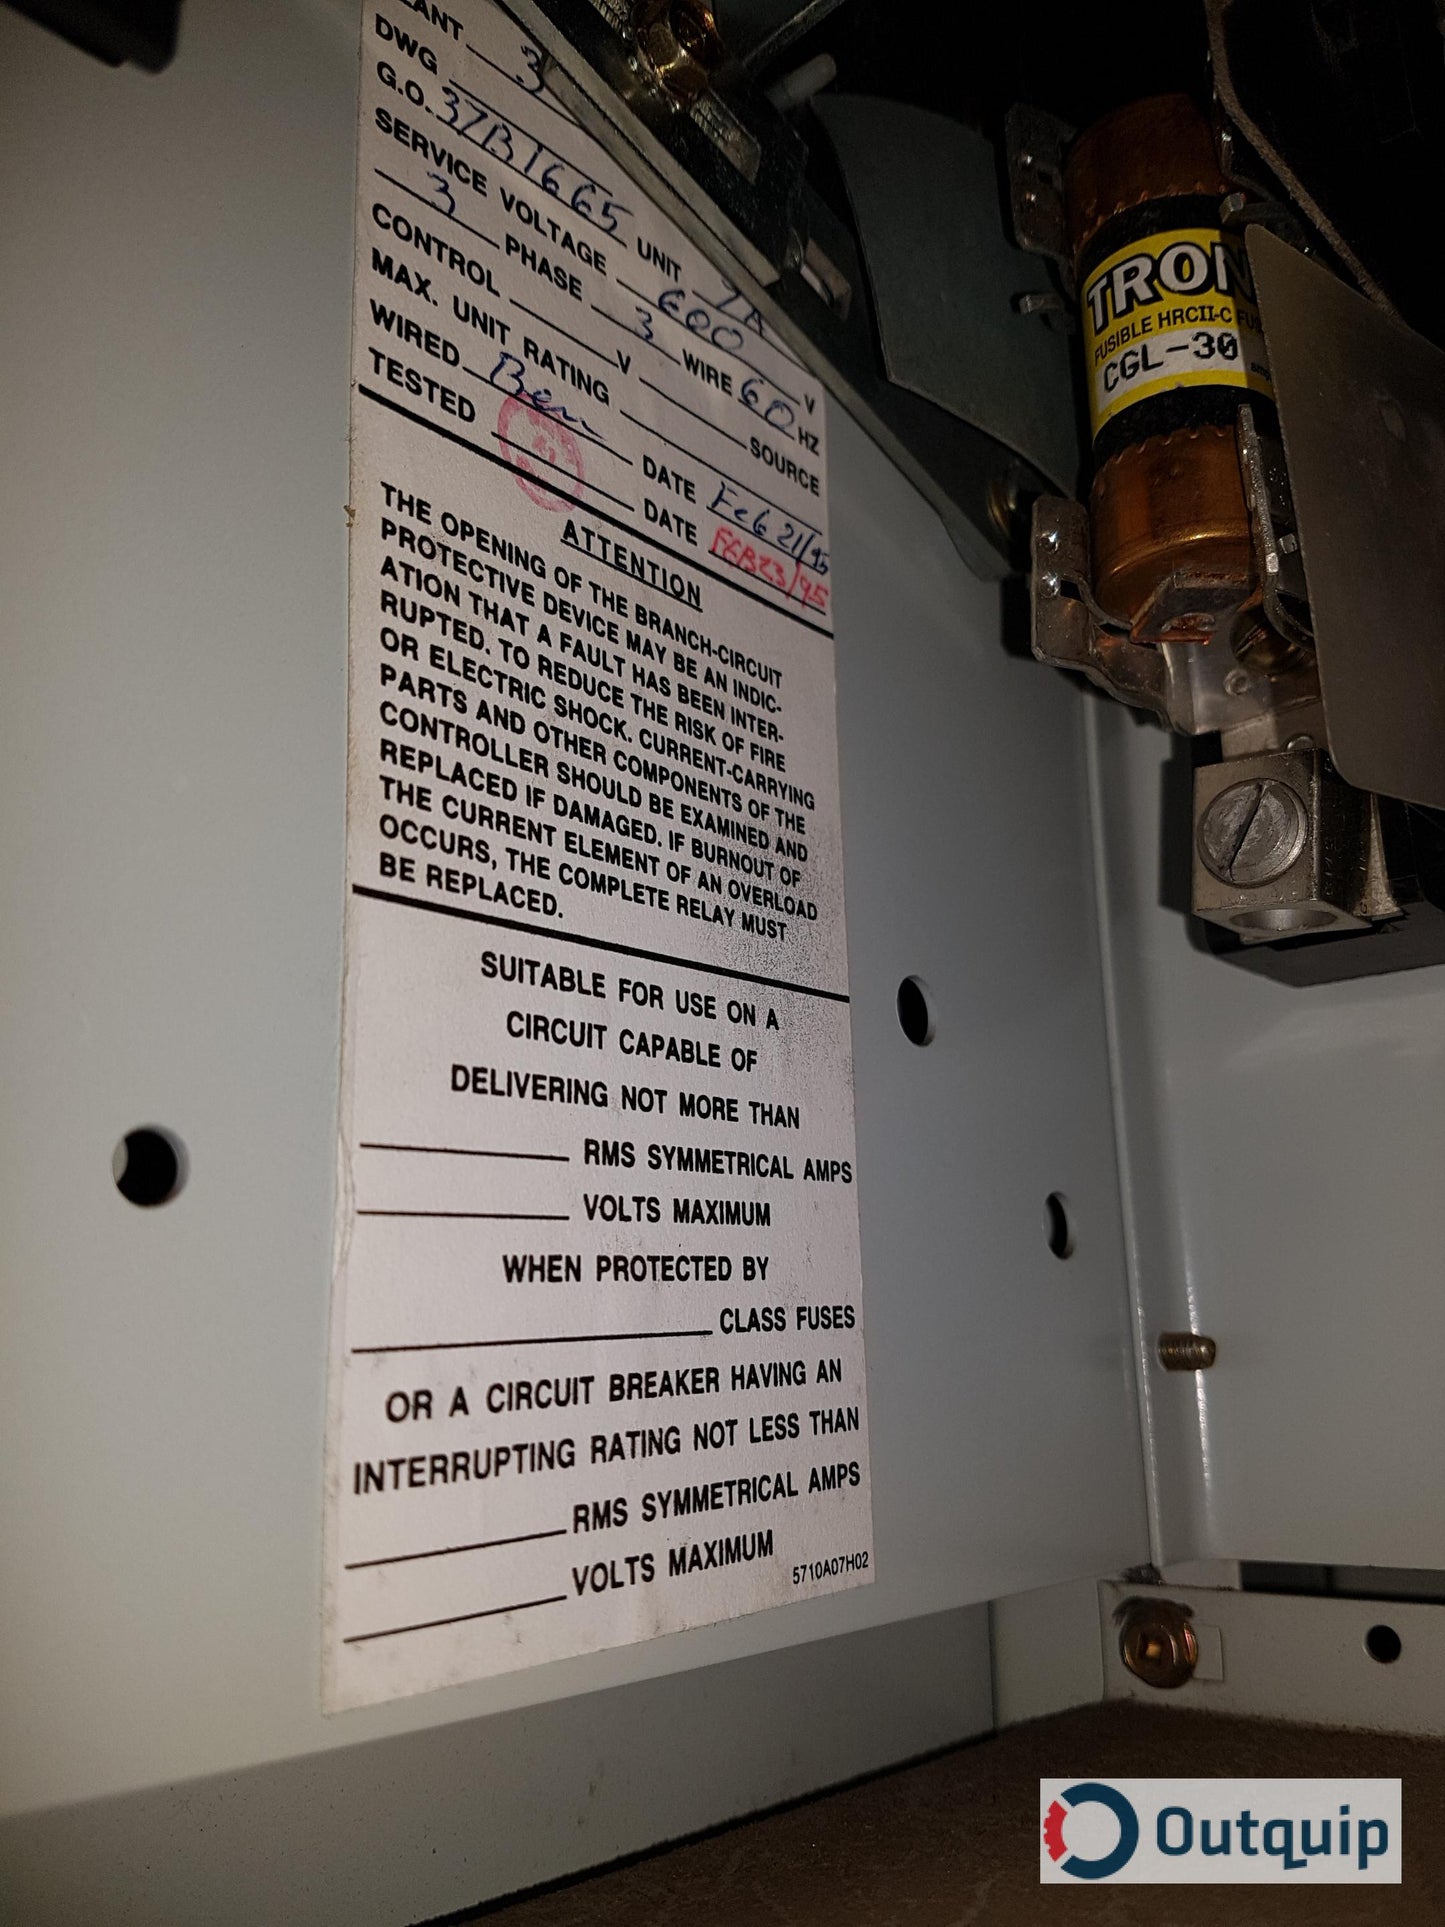 LANT 3
DWG
G.O. 37BT665 UNIT
SERVICE VOLTAGE 600 V
3 PHASE 3 WIRE 60 HZ
CONTROL V SOURCE
MAX. UNIT RATING
WIRED Ben DATE Feb 21/95
TESTED DATE FEB 23/95
ATTENTION
THE OPENING OF THE BRANCH-CIRCUIT
PROTECTIVE DEVICE MAY BE AN INDIC-
ATION THAT A FAULT HAS BEEN INTER-
RUPTED. TO REDUCE THE RISK OF FIRE
OR ELECTRIC SHOCK. CURRENT-CARRYING
PARTS AND OTHER COMPONENTS OF THE
CONTROLLER SHOULD BE EXAMINED AND
REPLACED IF DAMAGED. IF BURNOUT OF
THE CURRENT ELEMENT OF AN OVERLOAD
OCCURS, THE COMPLETE RELAY MUST
BE REPLACED.
SUITABLE FOR USE ON A
CIRCUIT CAPABLE OF
DELIVERING NOT MORE THAN
RMS SYMMETRICAL AMPS
VOLTS MAXIMUM
WHEN PROTECTED BY
CLASS FUSES
OR A CIRCUIT BREAKER HAVING AN
INTERRUPTING RATING NOT LESS THAN
RMS SYMMETRICAL AMPS
VOLTS MAXIMUM
5710A07H02
TRON
FUSIBLE HRCII-C FUS
CGL-30
Outquip